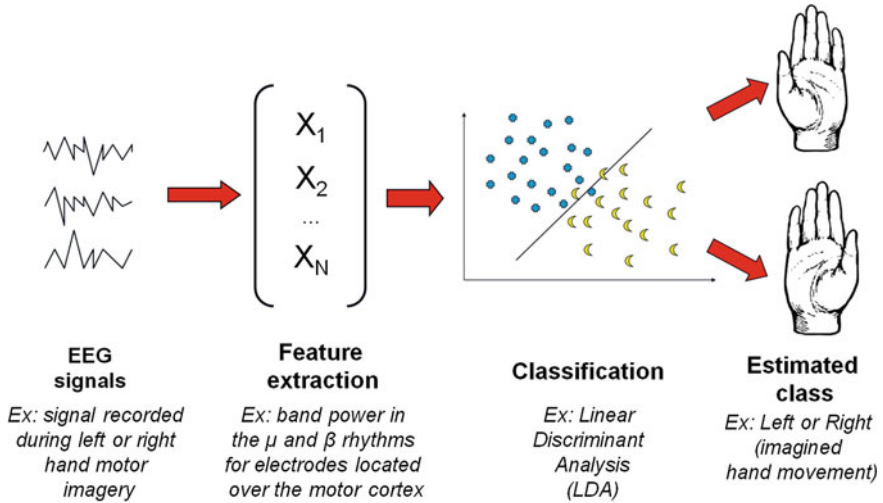 X1
X2
...
XN
EEG
signals
Ex: signal recorded
during left or right
hand motor
imagery
Feature
extraction
Ex: band power in
the μ and β rhythms
for electrodes located
over the motor cortex
Classification
Ex: Linear
Discriminant
Analysis
(LDA)
Estimated
class
Ex: Left or Right
(imagined
hand movement)